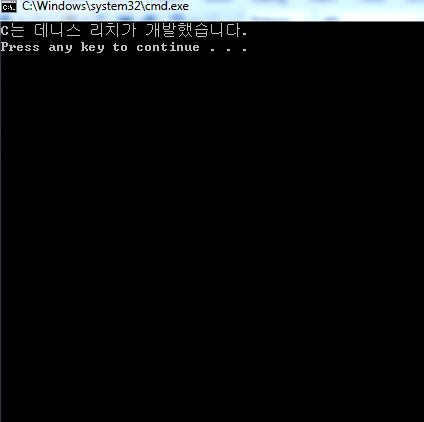 C:\Windows\system32\cmd.exe
C는 데니스 리치가 개발했습니다.
Press any key to continue . . .